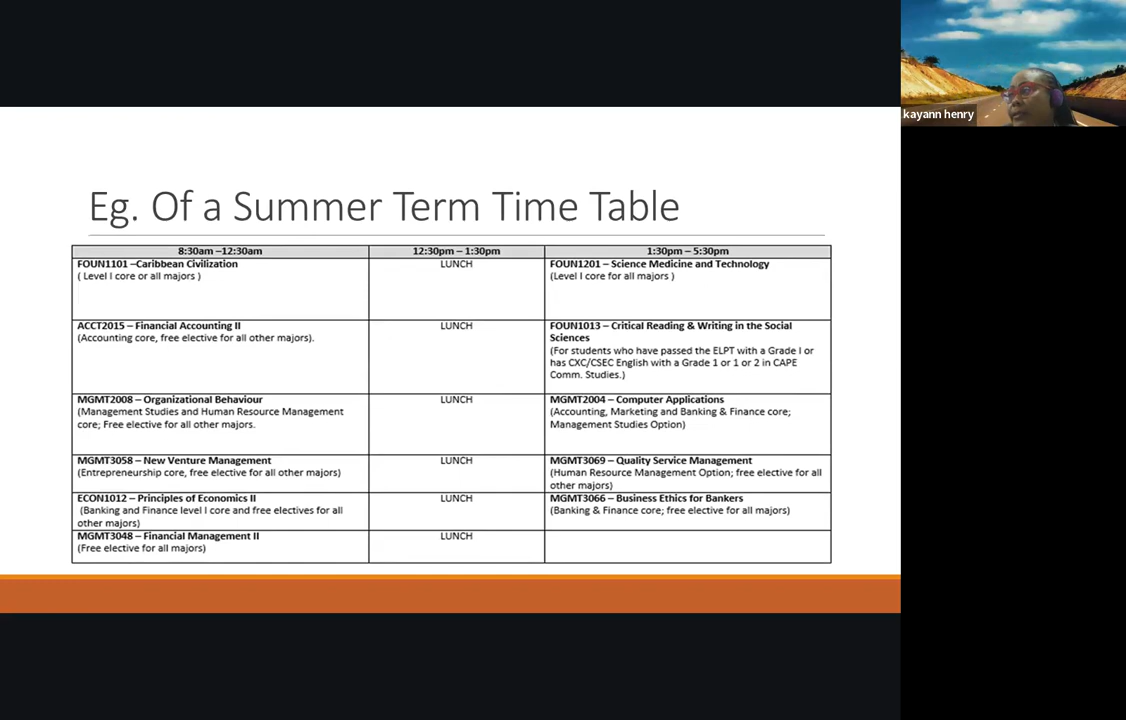 kayann henry
Eg. Of a Summer Term Time Table
8:30am –12:30am
12:30pm – 1:30pm
1:30pm – 5:30pm
FOUN1101 –Caribbean Civilization
( Level I core or all majors )
LUNCH
FOUN1201 – Science Medicine and Technology
(Level I core for all majors )
ACCT2015 – Financial Accounting II
(Accounting core, free elective for all other majors).
LUNCH
FOUN1013 – Critical Reading & Writing in the Social
Sciences
(For students who have passed the ELPT with a Grade I or
has CXC/CSEC English with a Grade 1 or 1 or 2 in CAPE
Comm. Studies.)
MGMT2008 – Organizational Behaviour
(Management Studies and Human Resource Management
core; Free elective for all other majors.
LUNCH
MGMT2004 – Computer Applications
(Accounting, Marketing and Banking & Finance core;
Management Studies Option)
MGMT3058 – New Venture Management
(Entrepreneurship core, free elective for all other majors)
LUNCH
MGMT3069 – Quality Service Management
(Human Resource Management Option; free elective for all
other majors)
ECON1012 – Principles of Economics II
(Banking and Finance level I core and free electives for all
other majors)
LUNCH
MGMT3066 – Business Ethics for Bankers
(Banking & Finance core; free elective for all majors)
MGMT3048 – Financial Management II
(Free elective for all majors)
LUNCH